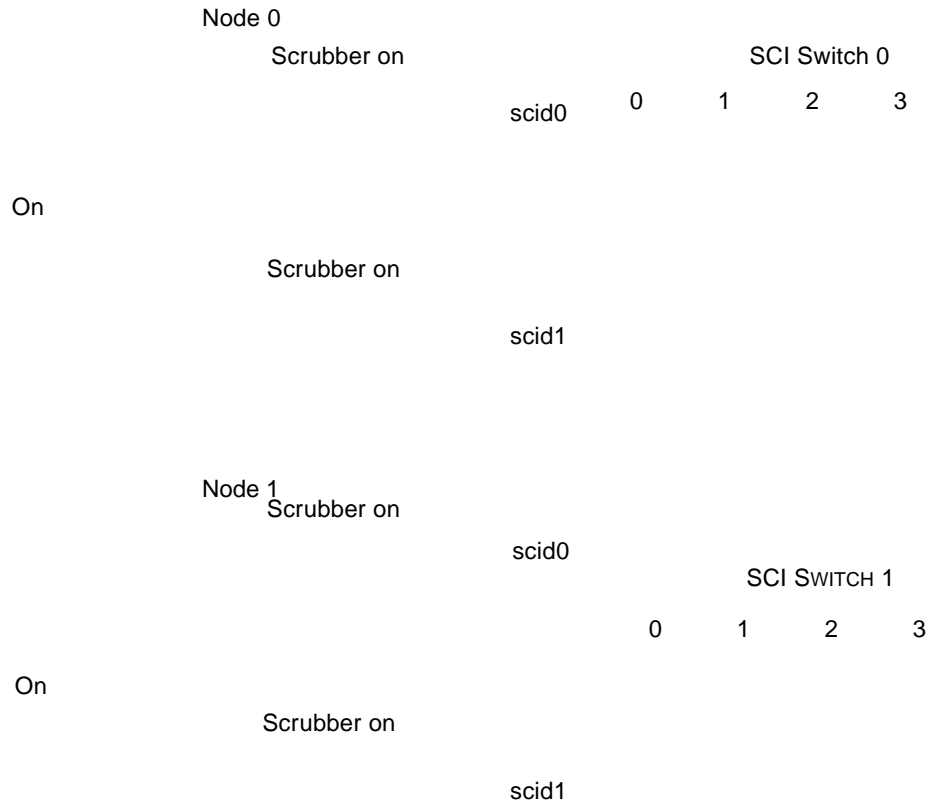 Node 0
Scrubber on
SCI Switch 0
scid0
0 1 2 3
On
Scrubber on
scid1
Node 1
Scrubber on
scid0
SCI SWITCH 1
0 1 2 3
On
Scrubber on
scid1